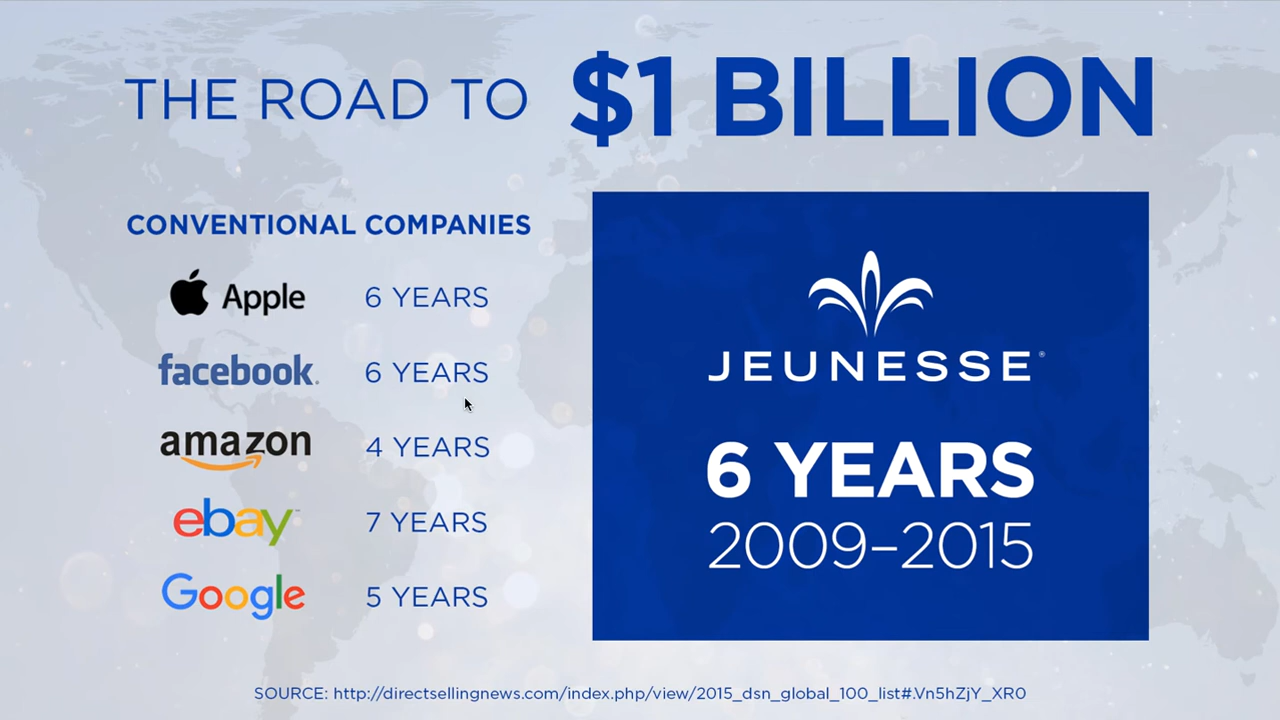 THE ROAD TO $1 BILLION
CONVENTIONAL COMPANIES
Apple 6 YEARS
facebook. 6 YEARS
amazon 4 YEARS
ebay™ 7 YEARS
Google 5 YEARS
JEUNESSE®
6 YEARS
2009–2015
SOURCE: http://directsellingnews.com/index.php/view/2015_dsn_global_100_list#.Vn5hZjY_XR0